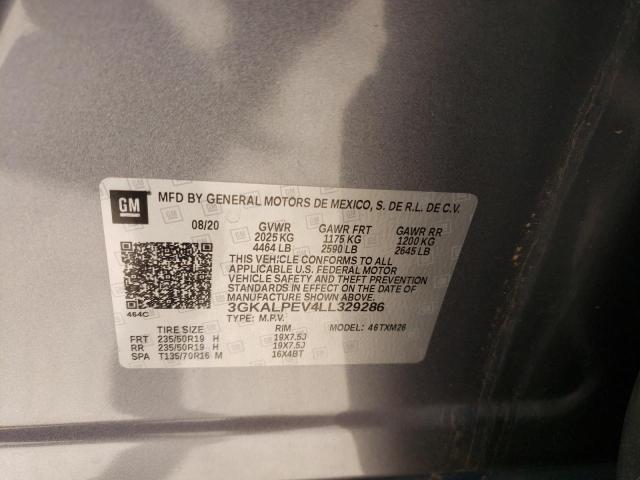 GM MFD BY GENERAL MOTORS DE MEXICO, S. DE R.L. DE C.V.
08/20 GVWR GAWR FRT GAWR RR
2025 KG 1175 KG 1200 KG
4464 LB 2590 LB 2645 LB
THIS VEHICLE CONFORMS TO ALL
APPLICABLE U.S. FEDERAL MOTOR
VEHICLE SAFETY AND THEFT PREVENTION
STANDARDS IN EFFECT ON THE DATE OF
MANUFACTURE SHOWN ABOVE.
3GKALPEV4LL329286
464C TYPE: M.P.V.
TIRE SIZE RIM MODEL: 46TXM26
FRT 235/50R19 H 19X7.5J
RR 235/50R19 H 19X7.5J
SPA T135/70R16 M 16X4BT